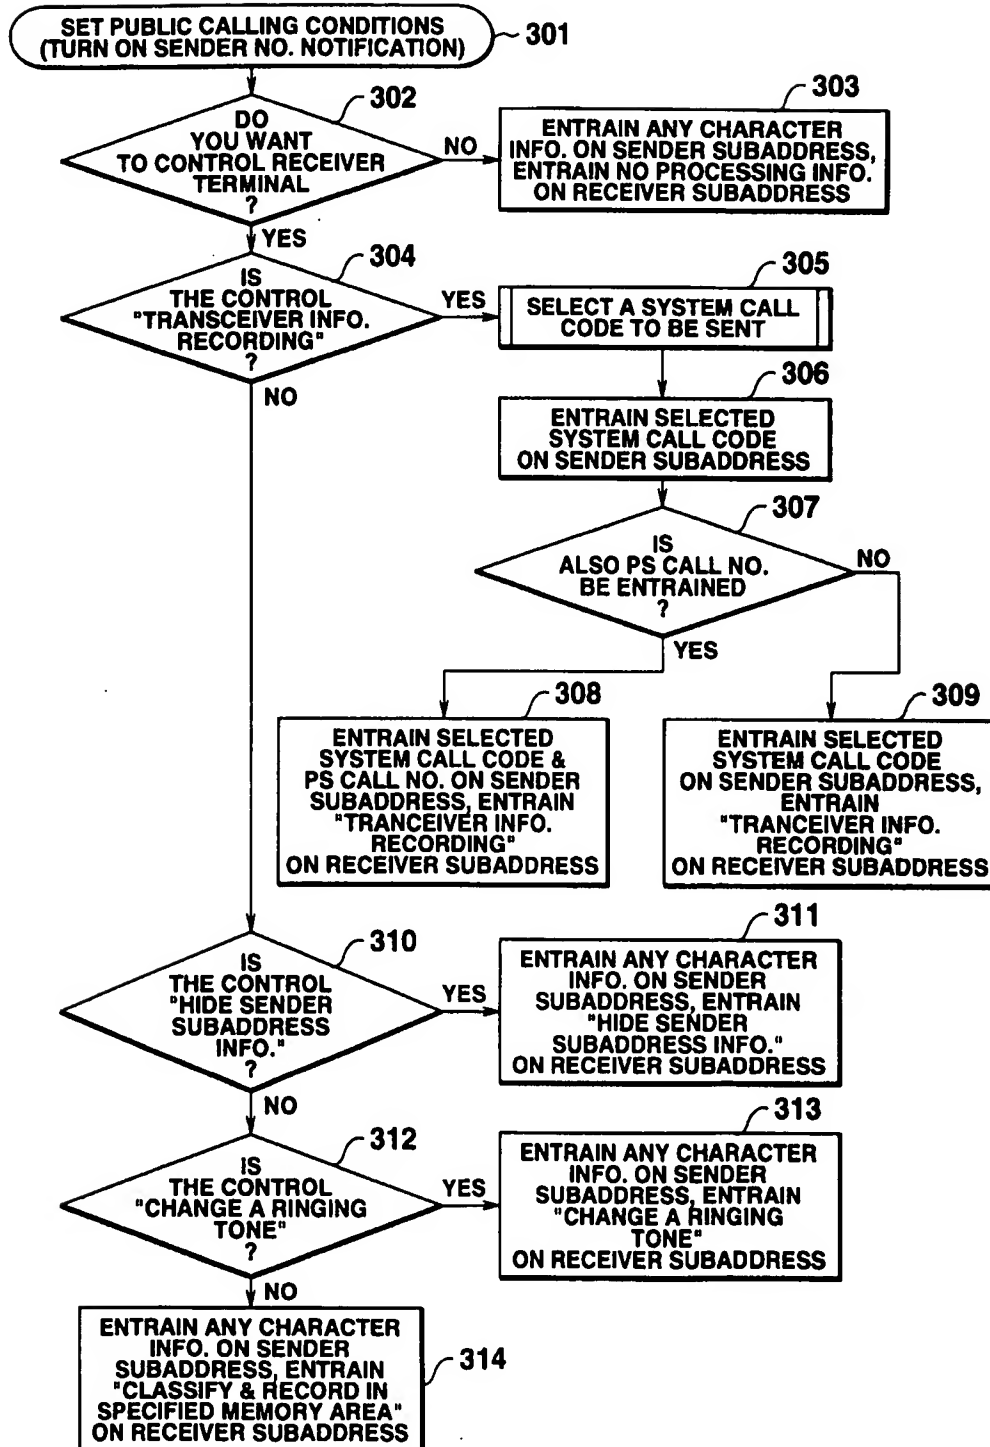 SET PUBLIC CALLING CONDITIONS
(TURN ON SENDER NO. NOTIFICATION)
301
302
DO
YOU WANT
TO CONTROL RECEIVER
TERMINAL
?
NO
303
ENTRAIN ANY CHARACTER
INFO. ON SENDER SUBADDRESS,
ENTRAIN NO PROCESSING INFO.
ON RECEIVER SUBADDRESS
YES
304
IS
THE CONTROL
"TRANSCEIVER INFO.
RECORDING"
?
YES
305
SELECT A SYSTEM CALL
CODE TO BE SENT
NO
306
ENTRAIN SELECTED
SYSTEM CALL CODE
ON SENDER SUBADDRESS
307
IS
ALSO PS CALL NO.
BE ENTRAINED
?
NO
YES
308
ENTRAIN SELECTED
SYSTEM CALL CODE &
PS CALL NO. ON SENDER
SUBADDRESS, ENTRAIN
"TRANCEIVER INFO.
RECORDING"
ON RECEIVER SUBADDRESS
309
ENTRAIN SELECTED
SYSTEM CALL CODE
ON SENDER SUBADDRESS,
ENTRAIN
"TRANCEIVER INFO.
RECORDING"
ON RECEIVER SUBADDRESS
310
IS
THE CONTROL
"HIDE SENDER
SUBADDRESS
INFO."
?
YES
311
ENTRAIN ANY CHARACTER
INFO. ON SENDER
SUBADDRESS, ENTRAIN
"HIDE SENDER
SUBADDRESS INFO."
ON RECEIVER SUBADDRESS
NO
312
IS
THE CONTROL
"CHANGE A RINGING
TONE"
?
YES
313
ENTRAIN ANY CHARACTER
INFO. ON SENDER
SUBADDRESS, ENTRAIN
"CHANGE A RINGING
TONE"
ON RECEIVER SUBADDRESS
NO
314
ENTRAIN ANY CHARACTER
INFO. ON SENDER
SUBADDRESS, ENTRAIN
"CLASSIFY & RECORD IN
SPECIFIED MEMORY AREA"
ON RECEIVER SUBADDRESS